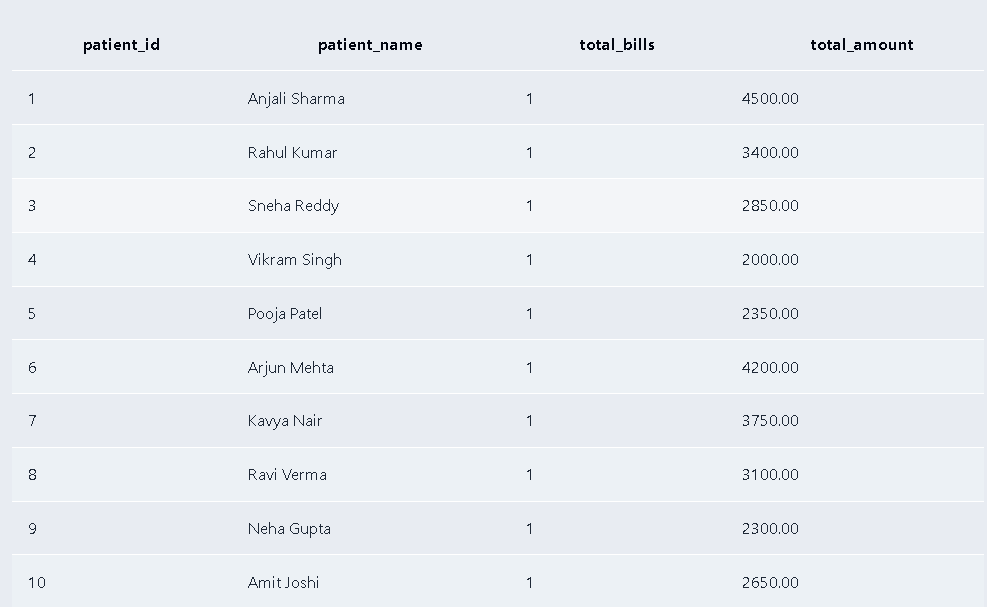 patient_id patient_name total_bills total_amount
1 Anjali Sharma 1 4500.00
2 Rahul Kumar 1 3400.00
3 Sneha Reddy 1 2850.00
4 Vikram Singh 1 2000.00
5 Pooja Patel 1 2350.00
6 Arjun Mehta 1 4200.00
7 Kavya Nair 1 3750.00
8 Ravi Verma 1 3100.00
9 Neha Gupta 1 2300.00
10 Amit Joshi 1 2650.00